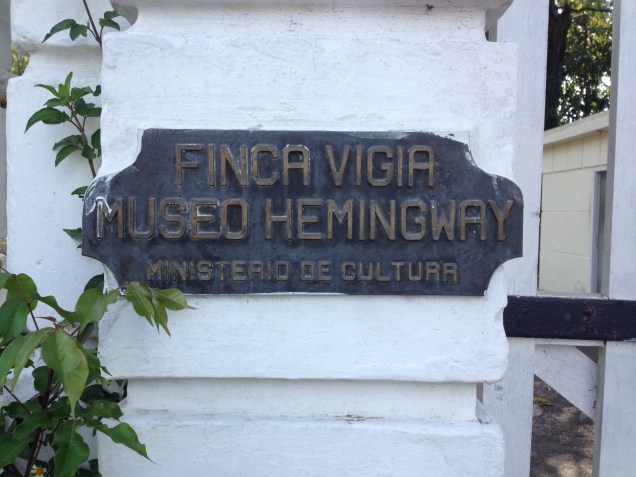 FINCA VIGIA
MUSEO HEMINGWAY
MINISTERIO DE CULTURA